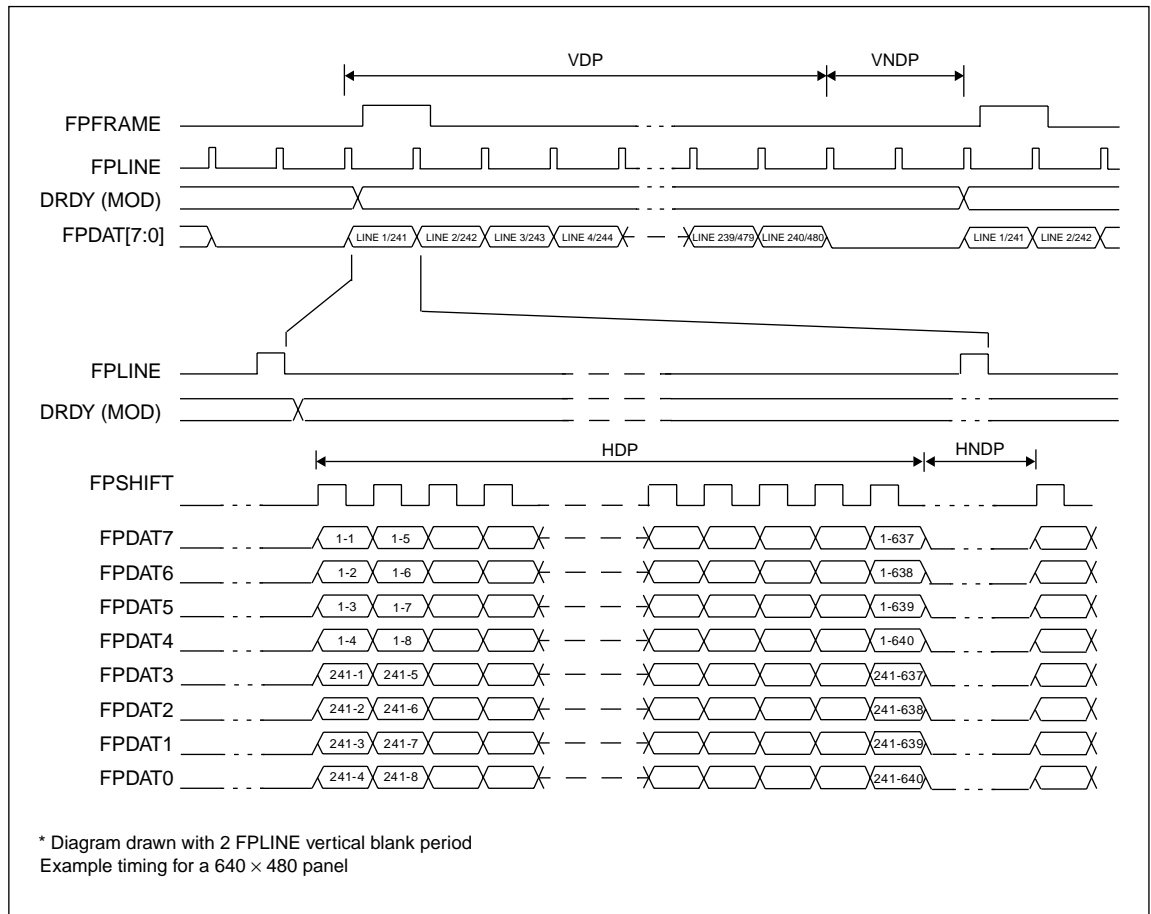 VDP VNDP
FPFRAME
FPLINE
DRDY (MOD)
FPDAT[7:0] LINE 1/241 LINE 2/242 LINE 3/243 LINE 4/244 LINE 239/479 LINE 240/480 LINE 1/241 LINE 2/242
FPLINE
DRDY (MOD)
HDP HNDP
FPSHIFT
FPDAT7 1-1 1-5 1-637
FPDAT6 1-2 1-6 1-638
FPDAT5 1-3 1-7 1-639
FPDAT4 1-4 1-8 1-640
FPDAT3 241-1 241-5 241-637
FPDAT2 241-2 241-6 241-638
FPDAT1 241-3 241-7 241-639
FPDAT0 241-4 241-8 241-640
* Diagram drawn with 2 FPLINE vertical blank period
Example timing for a 640 × 480 panel